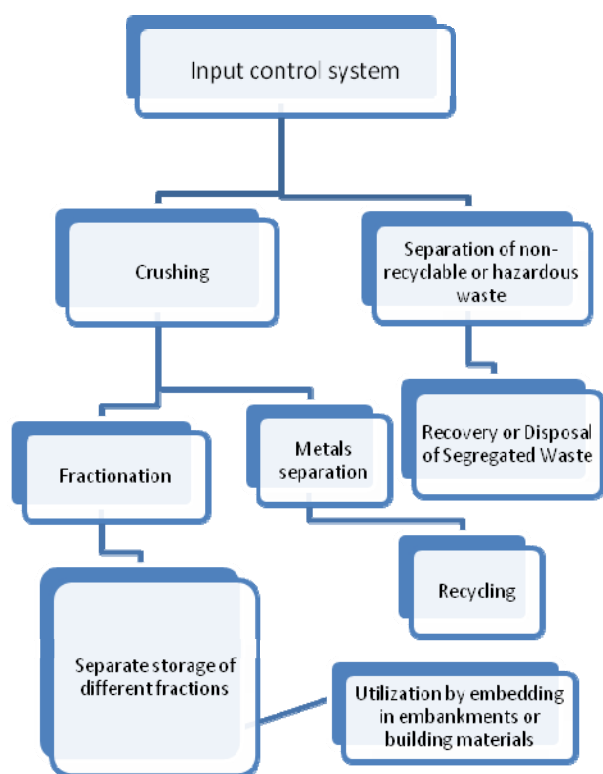 Input control system
Crushing
Separation of non-
recyclable or hazardous
waste
Fractionation
Metals
separation
Recovery or Disposal
of Segregated Waste
Recycling
Separate storage of
different fractions
Utilization by embedding
in embankments or
building materials